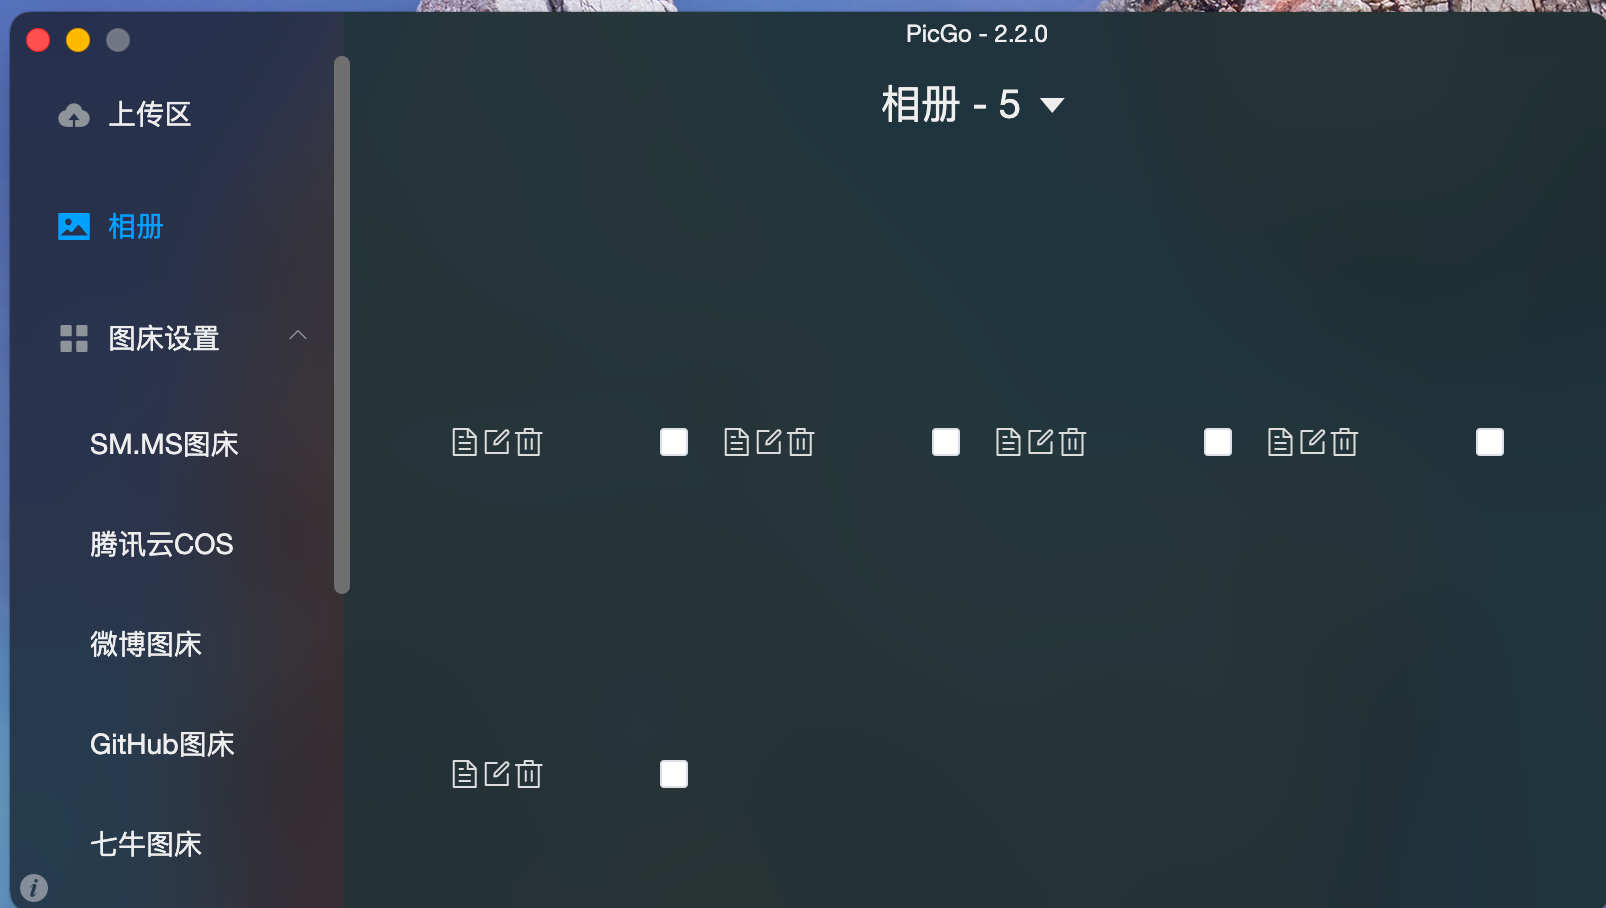 PicGo - 2.2.0
相册 - 5
上传区
相册
图床设置
SM.MS图床
腾讯云COS
微博图床
GitHub图床
七牛图床